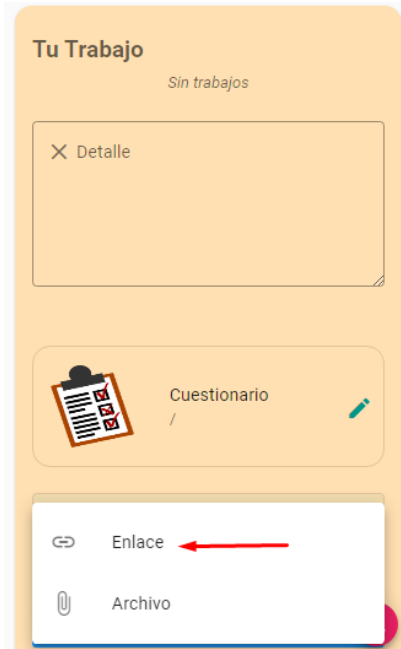 Tu Trabajo
Sin trabajos
Detalle
Cuestionario
/
Enlace
Archivo